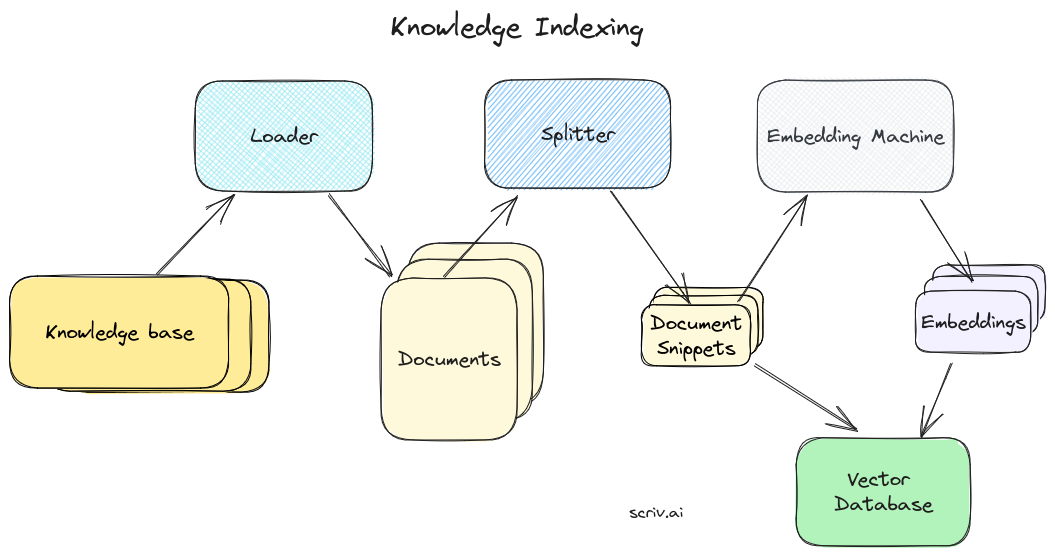 Knowledge Indexing
Loader
Splitter
Embedding Machine
Knowledge base
Documents
Document
Snippets
Embeddings
Vector
Database
scriv.ai